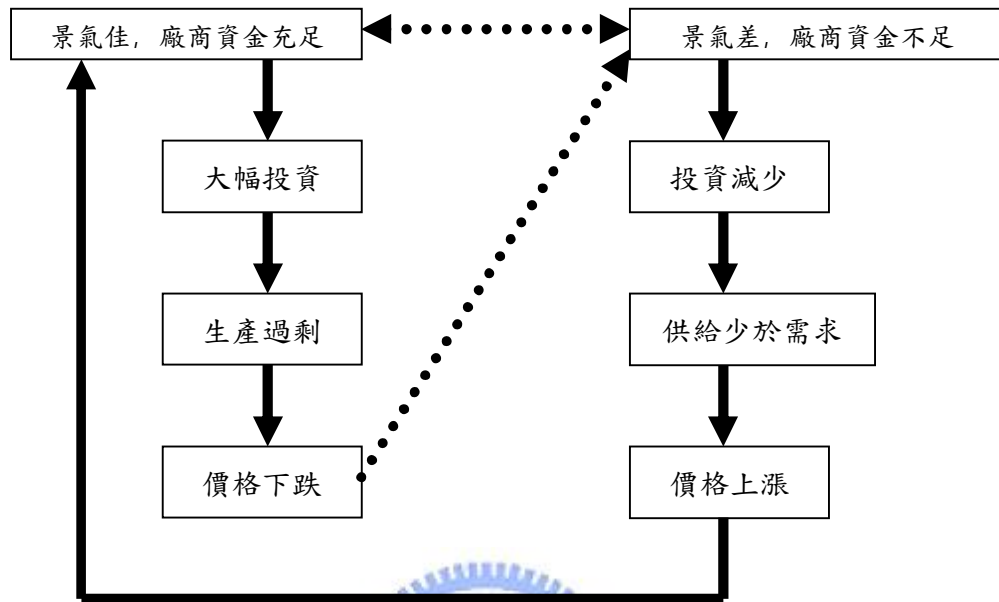 景氣佳, 廠商資金充足
景氣差, 廠商資金不足
大幅投資
投資減少
生產過剩
供給少於需求
價格下跌
價格上漲